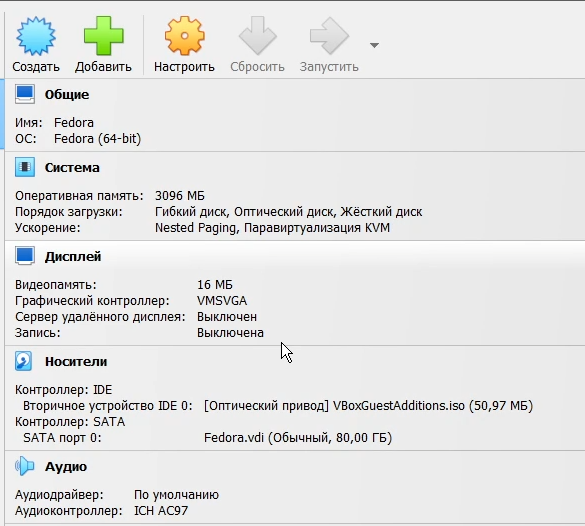 Создать Добавить Настроить Сбросить Запустить
Общие
Имя: Fedora
ОС: Fedora (64-bit)
Система
Оперативная память: 3096 МБ
Порядок загрузки: Гибкий диск, Оптический диск, Жёсткий диск
Ускорение: Nested Paging, Паравиртуализация KVM
Дисплей
Видеопамять: 16 МБ
Графический контроллер: VMSVGA
Сервер удалённого дисплея: Выключен
Запись: Выключена
Носители
Контроллер: IDE
Вторичное устройство IDE 0: [Оптический привод] VBoxGuestAdditions.iso (50,97 МБ)
Контроллер: SATA
SATA порт 0: Fedora.vdi (Обычный, 80,00 ГБ)
Аудио
Аудиодрайвер: По умолчанию
Аудиоконтроллер: ICH AC97